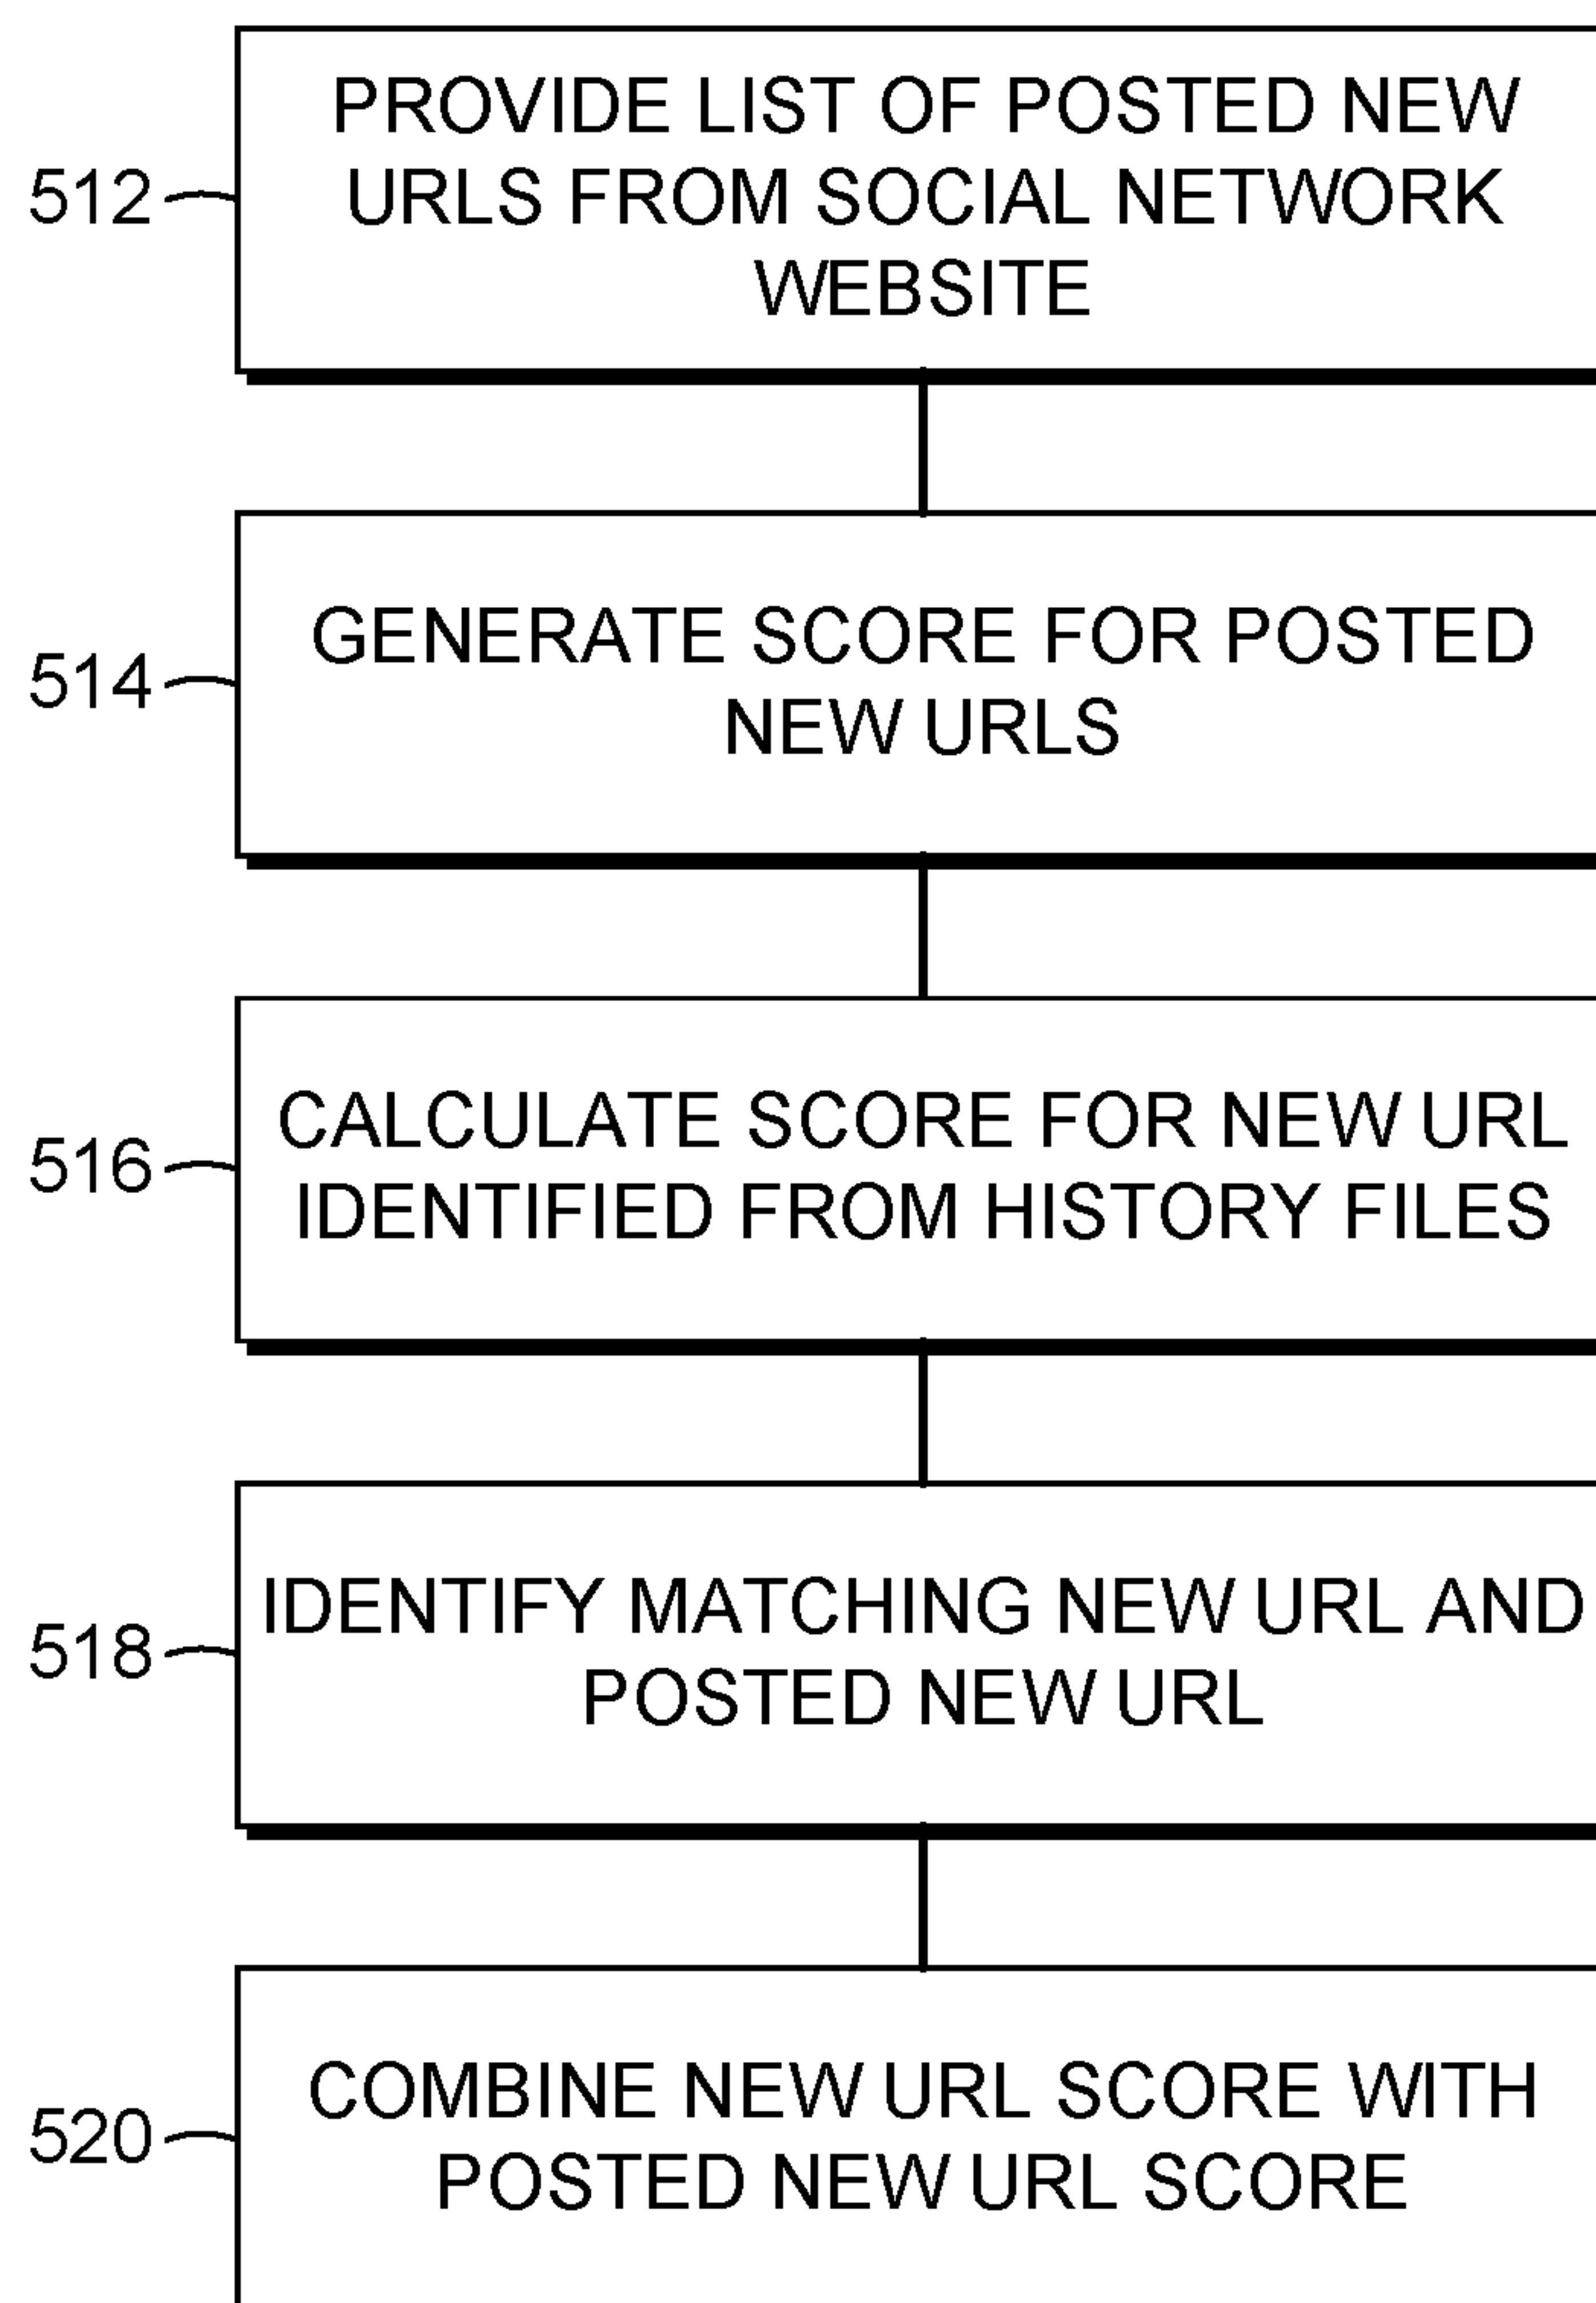 PROVIDE LIST OF POSTED NEW
URLS FROM SOCIAL NETWORK
WEBSITE
512
GENERATE SCORE FOR POSTED
NEW URLS
514
CALCULATE SCORE FOR NEW URL
IDENTIFIED FROM HISTORY FILES
516
IDENTIFY MATCHING NEW URL AND
POSTED NEW URL
518
COMBINE NEW URL SCORE WITH
POSTED NEW URL SCORE
520